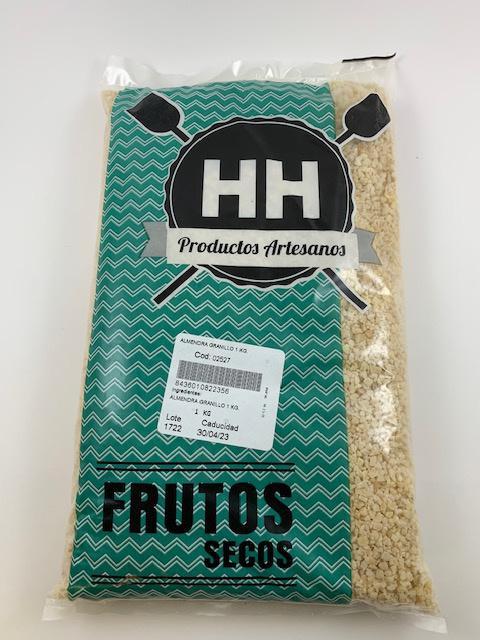 HH
Productos Artesanos
ALMENDRA GRANILLO 1 KG.
Cod: 02527
8436010822356
Ingredientes:
ALMENDRA GRANILLO 1 KG.
1 KG
Lote Caducidad
1722 30/04/23
FRUTOS
SECOS